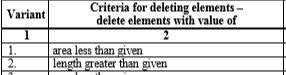 Variant Criteria for deleting elements –
delete elements with value of
1 2
1. area less than given
2. length greater than given